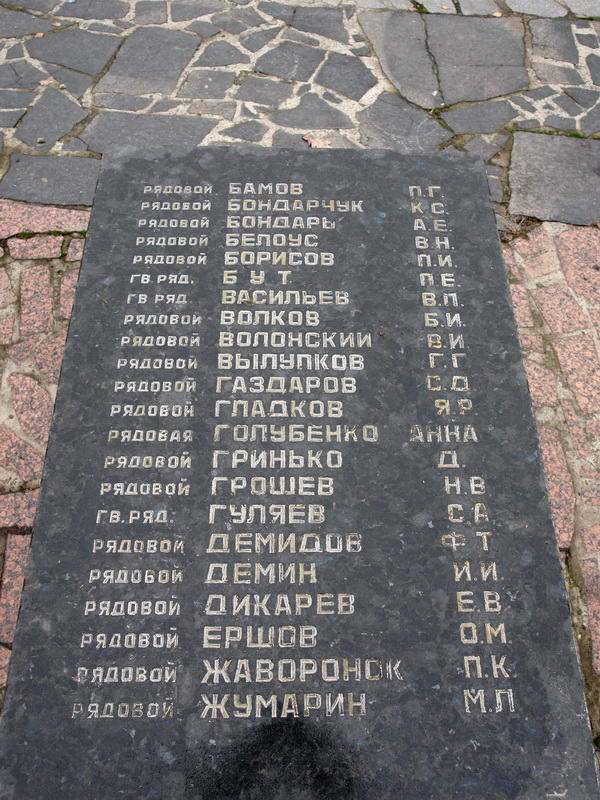 РЯДОВОЙ БАМОВ П.Г.
РЯДОВОЙ БОНДАРЧУК К.С.
РЯДОВОЙ БОНДАРЬ А.Е.
РЯДОВОЙ БЕЛОУС В.Н.
РЯДОВОЙ БОРИСОВ П.И.
ГВ. РЯД. БУТ П.Е.
ГВ. РЯД. ВАСИЛЬЕВ В.П.
РЯДОВОЙ ВОЛКОВ Б.И.
РЯДОВОЙ ВОЛОНСКИЙ В.И
РЯДОВОЙ ВЫЛУПКОВ Г.Г
РЯДОВОЙ ГАЗДАРОВ С.Д.
РЯДОВОЙ ГЛАДКОВ Я.Р
РЯДОВАЯ ГОЛУБЕНКО АННА
РЯДОВОЙ ГРИНЬКО Д.
РЯДОВОЙ ГРОШЕВ Н.В
ГВ. РЯД. ГУЛЯЕВ С.А
РЯДОВОЙ ДЕМИДОВ Ф Т
РЯДОВОЙ ДЕМИН И.И.
РЯДОВОЙ ДИКАРЕВ Е.В
РЯДОВОЙ ЕРШОВ О.М
РЯДОВОЙ ЖАВОРОНОК П.К.
РЯДОВОЙ ЖУМАРИН М.Л